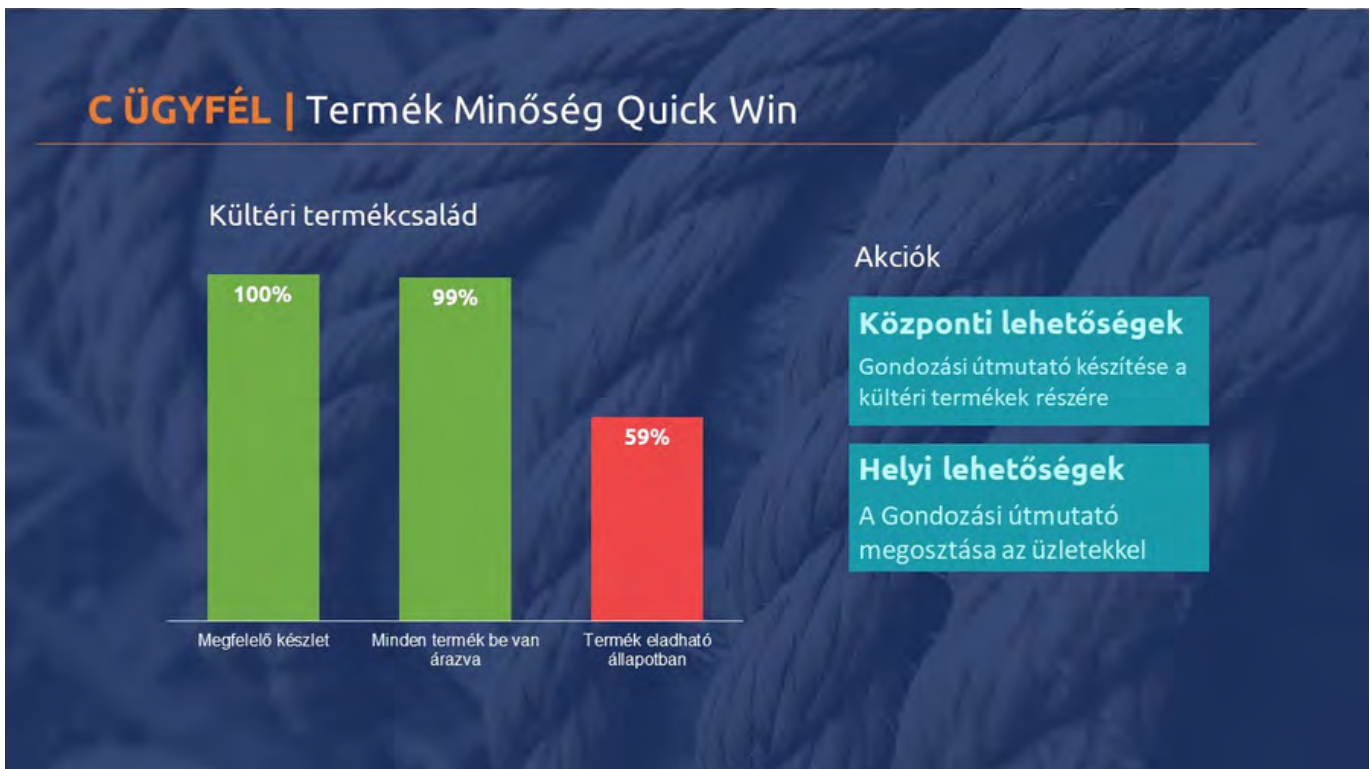 C ÜGYFÉL | Termék Minőség Quick Win
Kültéri termékcsalád
100%
99%
59%
Megfelelő készlet
Minden termék be van
árazva
Termék eladható
állapotban
Akciók
Központi lehetőségek
Gondozási útmutató készítése a
kültéri termékek részére
Helyi lehetőségek
A Gondozási útmutató
megosztása az üzletekkel